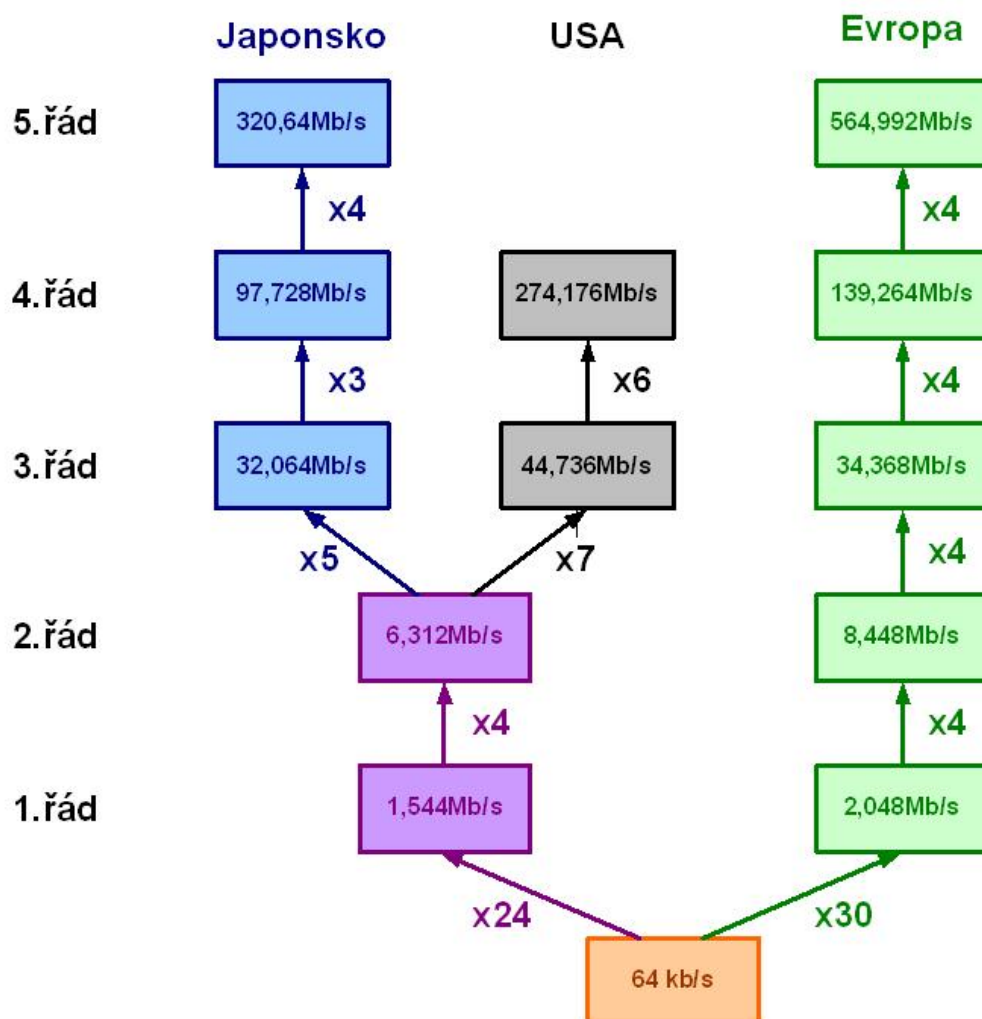 Japonsko USA Evropa
5.řád 320,64Mb/s 564,992Mb/s
x4 x4
4.řád 97,728Mb/s 274,176Mb/s 139,264Mb/s
x3 x6 x4
3.řád 32,064Mb/s 44,736Mb/s 34,368Mb/s
x5 x7 x4
2.řád 6,312Mb/s 8,448Mb/s
x4 x4
1.řád 1,544Mb/s 2,048Mb/s
x24 x30
64 kb/s